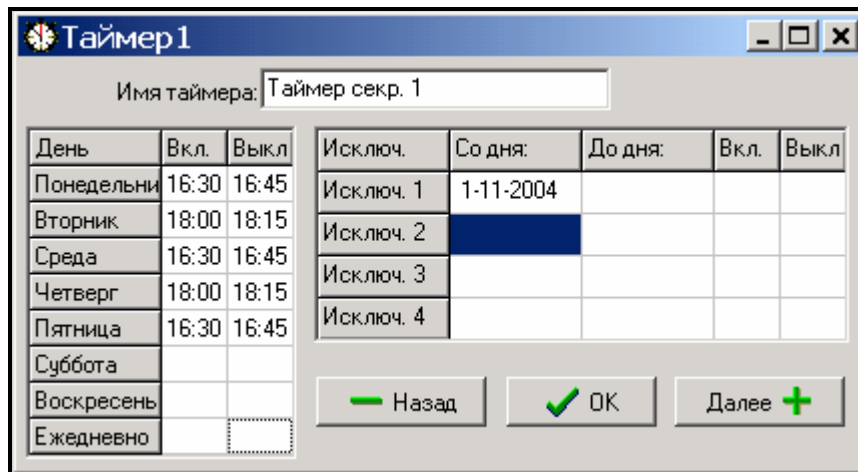 Таймер1
Имя таймера: Таймер секр. 1
День Вкл. Выкл
Понедельни 16:30 16:45
Вторник 18:00 18:15
Среда 16:30 16:45
Четверг 18:00 18:15
Пятница 16:30 16:45
Суббота
Воскресень
Ежедневно
Исключ. Со дня: До дня: Вкл. Выкл
Исключ. 1 1-11-2004
Исключ. 2
Исключ. 3
Исключ. 4
Назад OK Далее